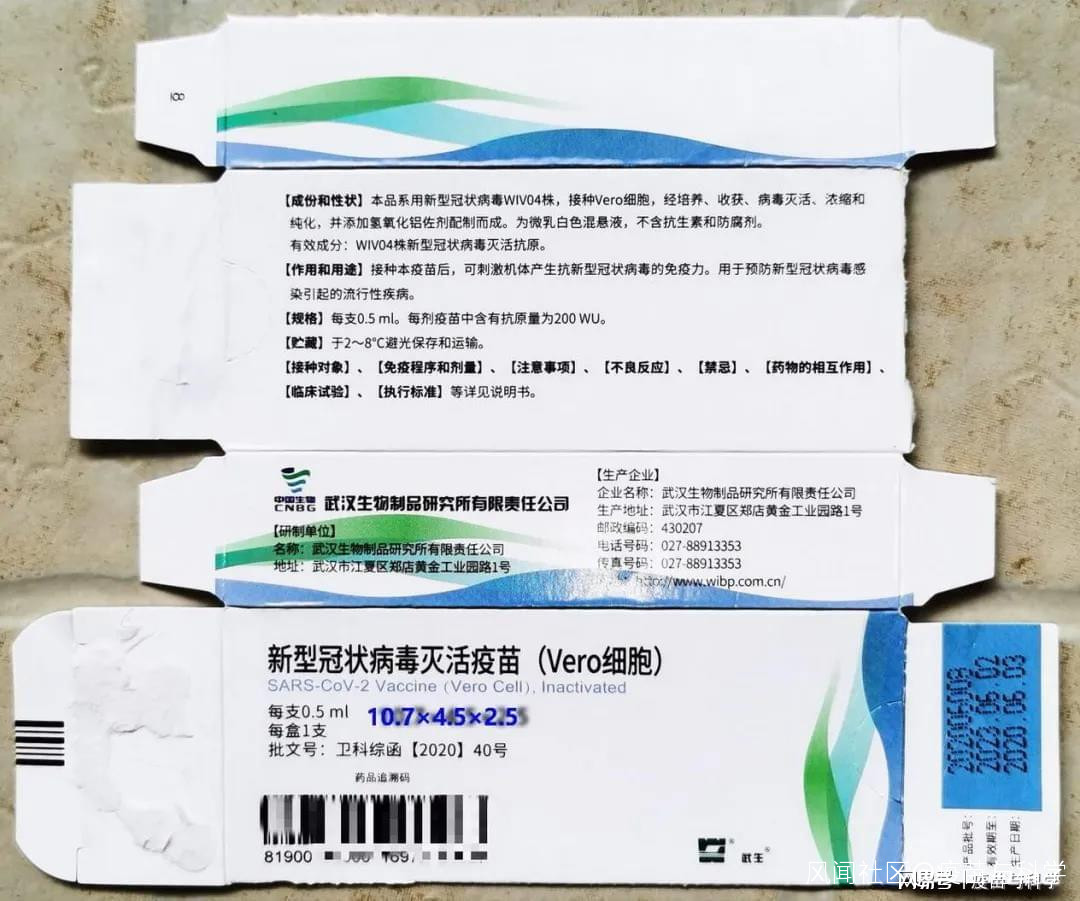 8
【成份和性状】本品系用新型冠状病毒WIV04株，接种Vero细胞，经培养、收获、病毒灭活、浓缩和
纯化，并添加氢氧化铝佐剂配制而成。为微乳白色混悬液，不含抗生素和防腐剂。
有效成分：WIV04株新型冠状病毒灭活抗原。
【作用和用途】接种本疫苗后，可刺激机体产生抗新型冠状病毒的免疫力。用于预防新型冠状病毒感
染引起的流行性疾病。
【规格】每支0.5 ml。每剂疫苗中含有抗原量为200 WU。
【贮藏】于2～8℃避光保存和运输。
【接种对象】、【免疫程序和剂量】、【注意事项】、【不良反应】、【禁忌】、【药物的相互作用】、
【临床试验】、【执行标准】等详见说明书。
中国生物
CNBG
武汉生物制品研究所有限责任公司
【研制单位】
名称：武汉生物制品研究所有限责任公司
地址：武汉市江夏区郑店黄金工业园路1号
【生产企业】
企业名称：武汉生物制品研究所有限责任公司
生产地址：武汉市江夏区郑店黄金工业园路1号
邮政编码：430207
电话号码：027-88913353
传真号码：027-88913353
http://www.wibp.com.cn/
新型冠状病毒灭活疫苗（Vero细胞）
SARS-CoV-2 Vaccine (Vero Cell), Inactivated
每支0.5 ml
10.7×4.5×2.5
每盒1支
批文号：卫科综函【2020】40号
药品追溯码
81900
武生
产品批号：
有效期至：2023.06.02
生产日期：2020.06.03
风闻社区